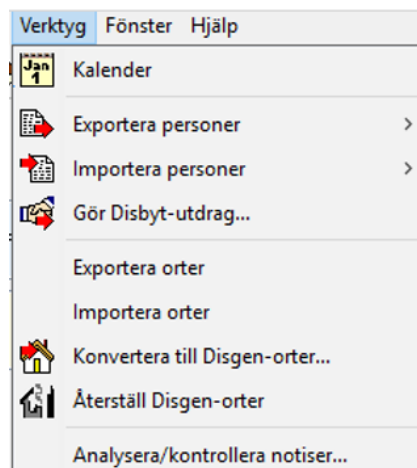 Verktyg Fönster Hjälp
Jan 1 Kalender
Exportera personer
Importera personer
Gör Disbyt-utdrag...
Exportera orter
Importera orter
Konvertera till Disgen-orter...
Återställ Disgen-orter
Analysera/kontrollera notiser...